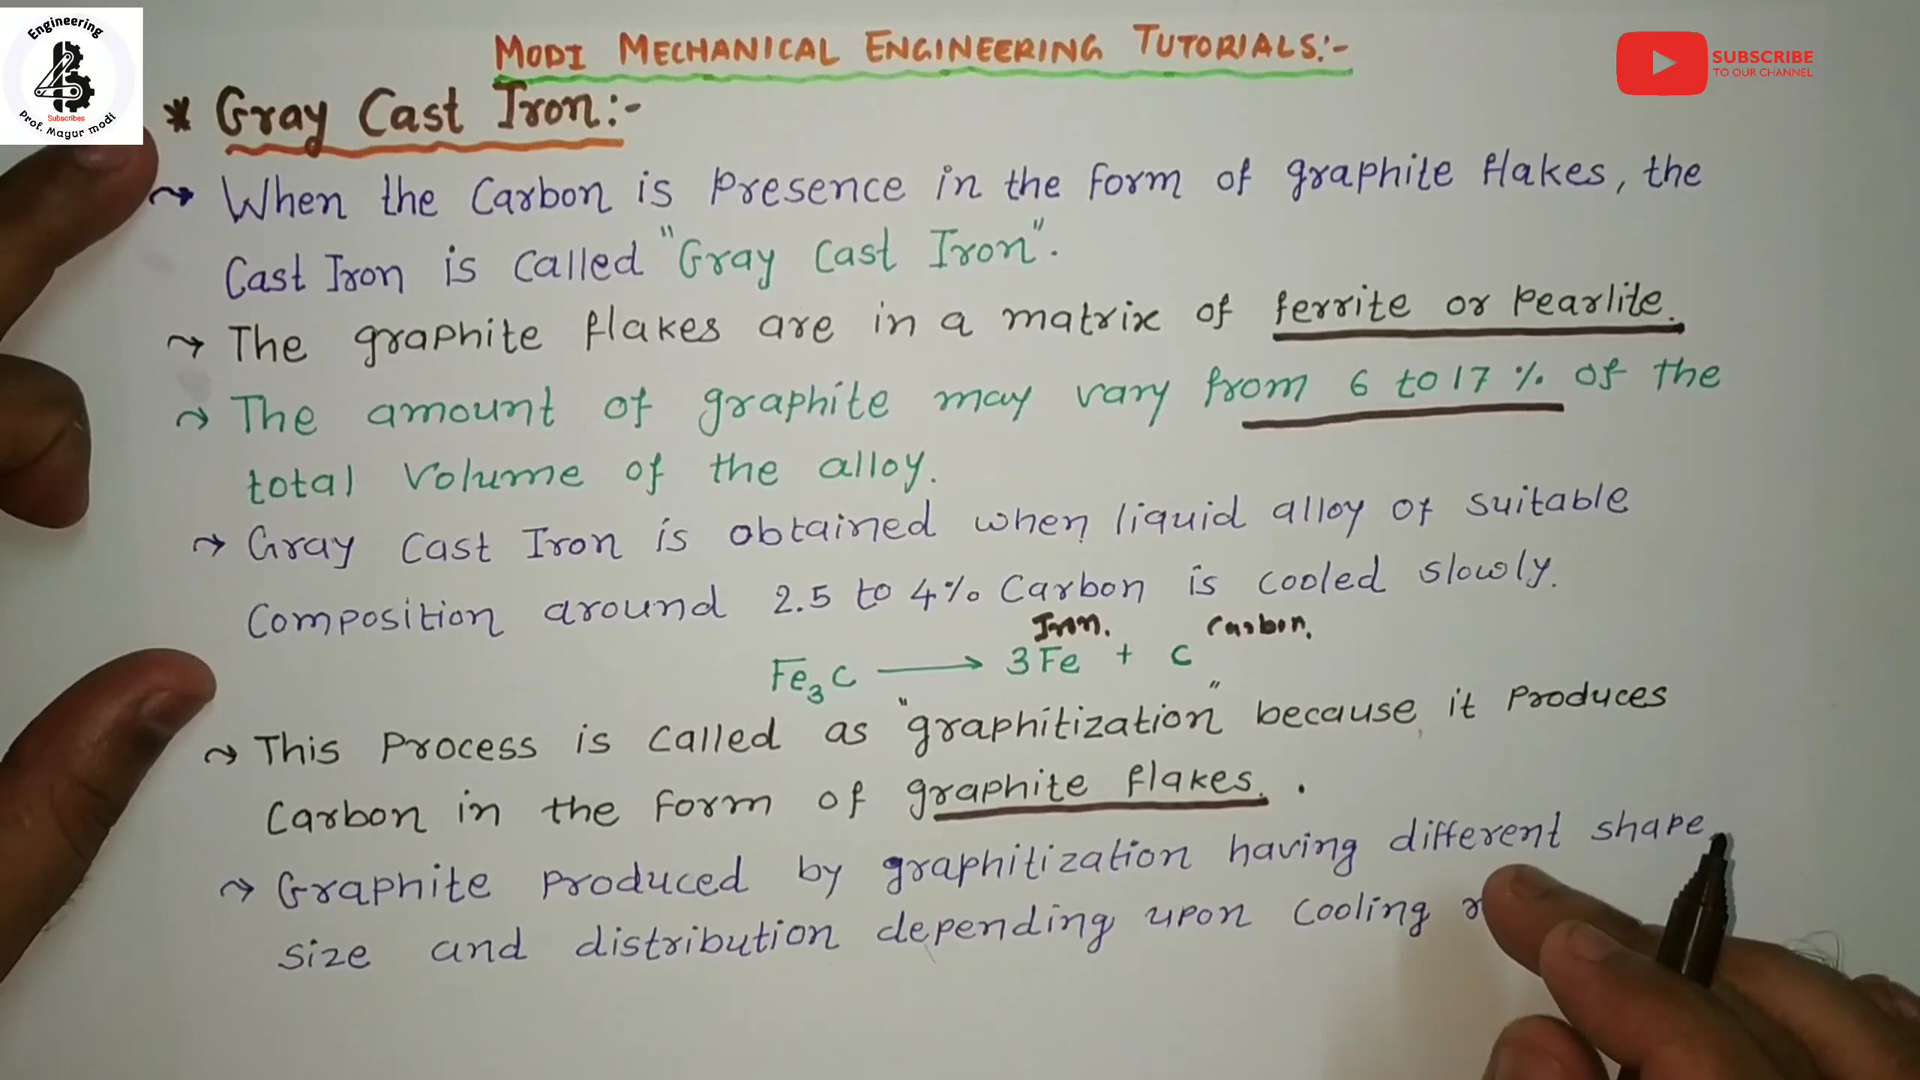 Engineering
Subscribes
Prof. Mayur modi
MODI MECHANICAL ENGINEERING TUTORIALS:-
SUBSCRIBE
TO OUR CHANNEL
* Gray Cast Iron:-
When the Carbon is Presence in the form of graphite flakes, the
Cast Iron is called "Gray Cast Iron".
The graphite flakes are in a matrix of ferrite or Pearlite.
The amount of graphite may vary from 6 to 17 % of the
total Volume of the alloy.
Gray Cast Iron is obtained when liquid alloy of suitable
Composition around 2.5 to 4% Carbon is cooled slowly.
Iron. Carbon.
Fe3C → 3Fe + C
This Process is called as "graphitization" because it Produces
Carbon in the form of graphite flakes. .
Graphite Produced by graphitization having different shape,
size and distribution depending upon Cooling